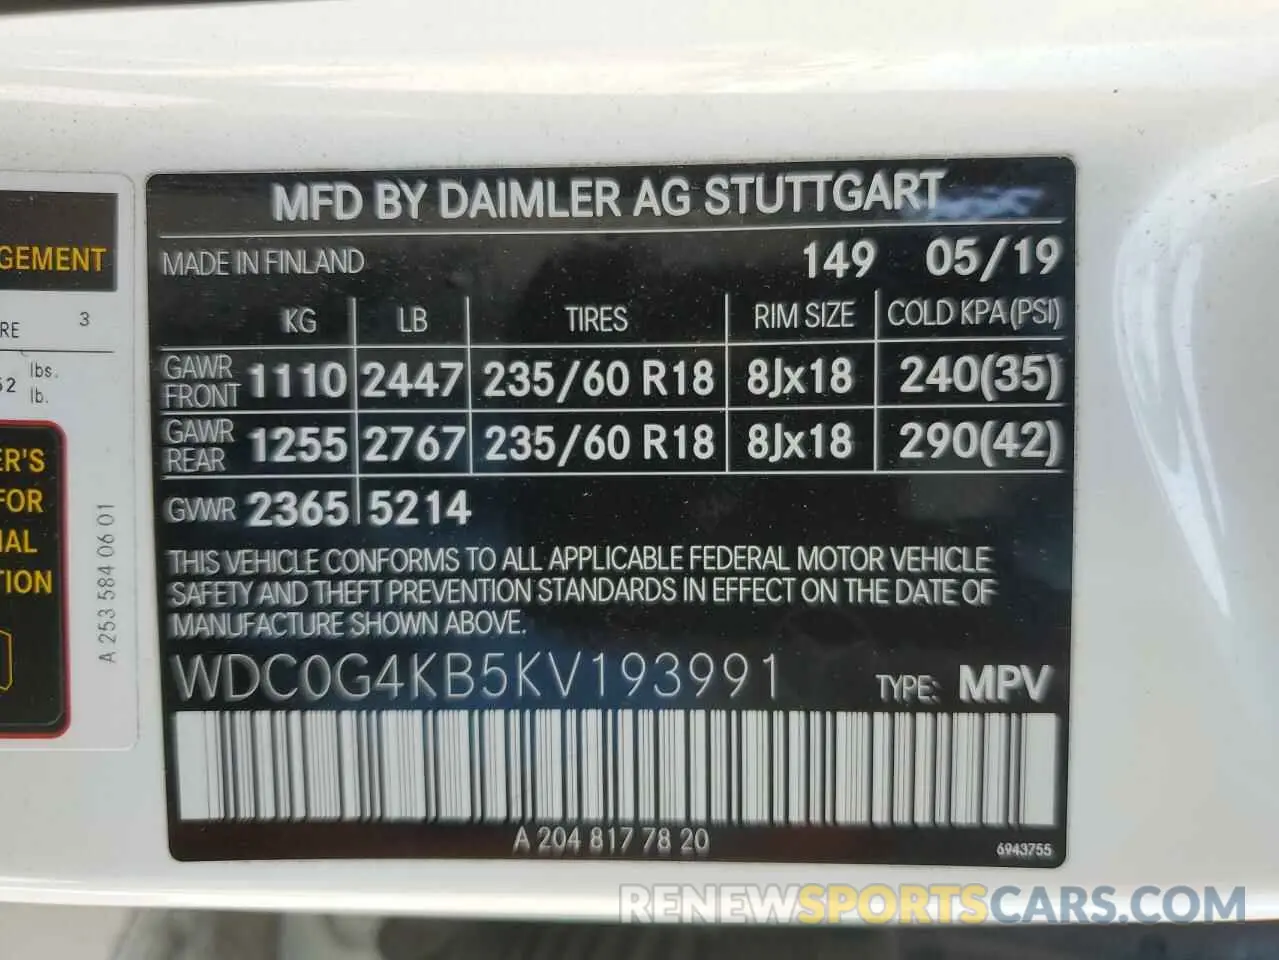 MFD BY DAIMLER AG STUTTGART
MADE IN FINLAND 149 05/19
KG LB TIRES RIM SIZE COLD KPA (PSI)
GAWR FRONT 1110 2447 235/60 R18 8Jx18 240(35)
GAWR REAR 1255 2767 235/60 R18 8Jx18 290(42)
GVWR 2365 5214
THIS VEHICLE CONFORMS TO ALL APPLICABLE FEDERAL MOTOR VEHICLE
SAFETY AND THEFT PREVENTION STANDARDS IN EFFECT ON THE DATE OF
MANUFACTURE SHOWN ABOVE.
WDC0G4KB5KV193991 TYPE: MPV
A 204 817 78 20
6943755
GEMENT
RE 3
52 lbs.
lb.
ER'S
FOR
IAL
TION
A 253 584 06 01
RENEWSPORTSCARS.COM